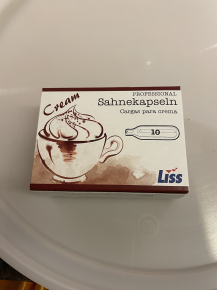 Cream
PROFESSIONAL
Sahnekapseln
Cargas para crema
10
Liss